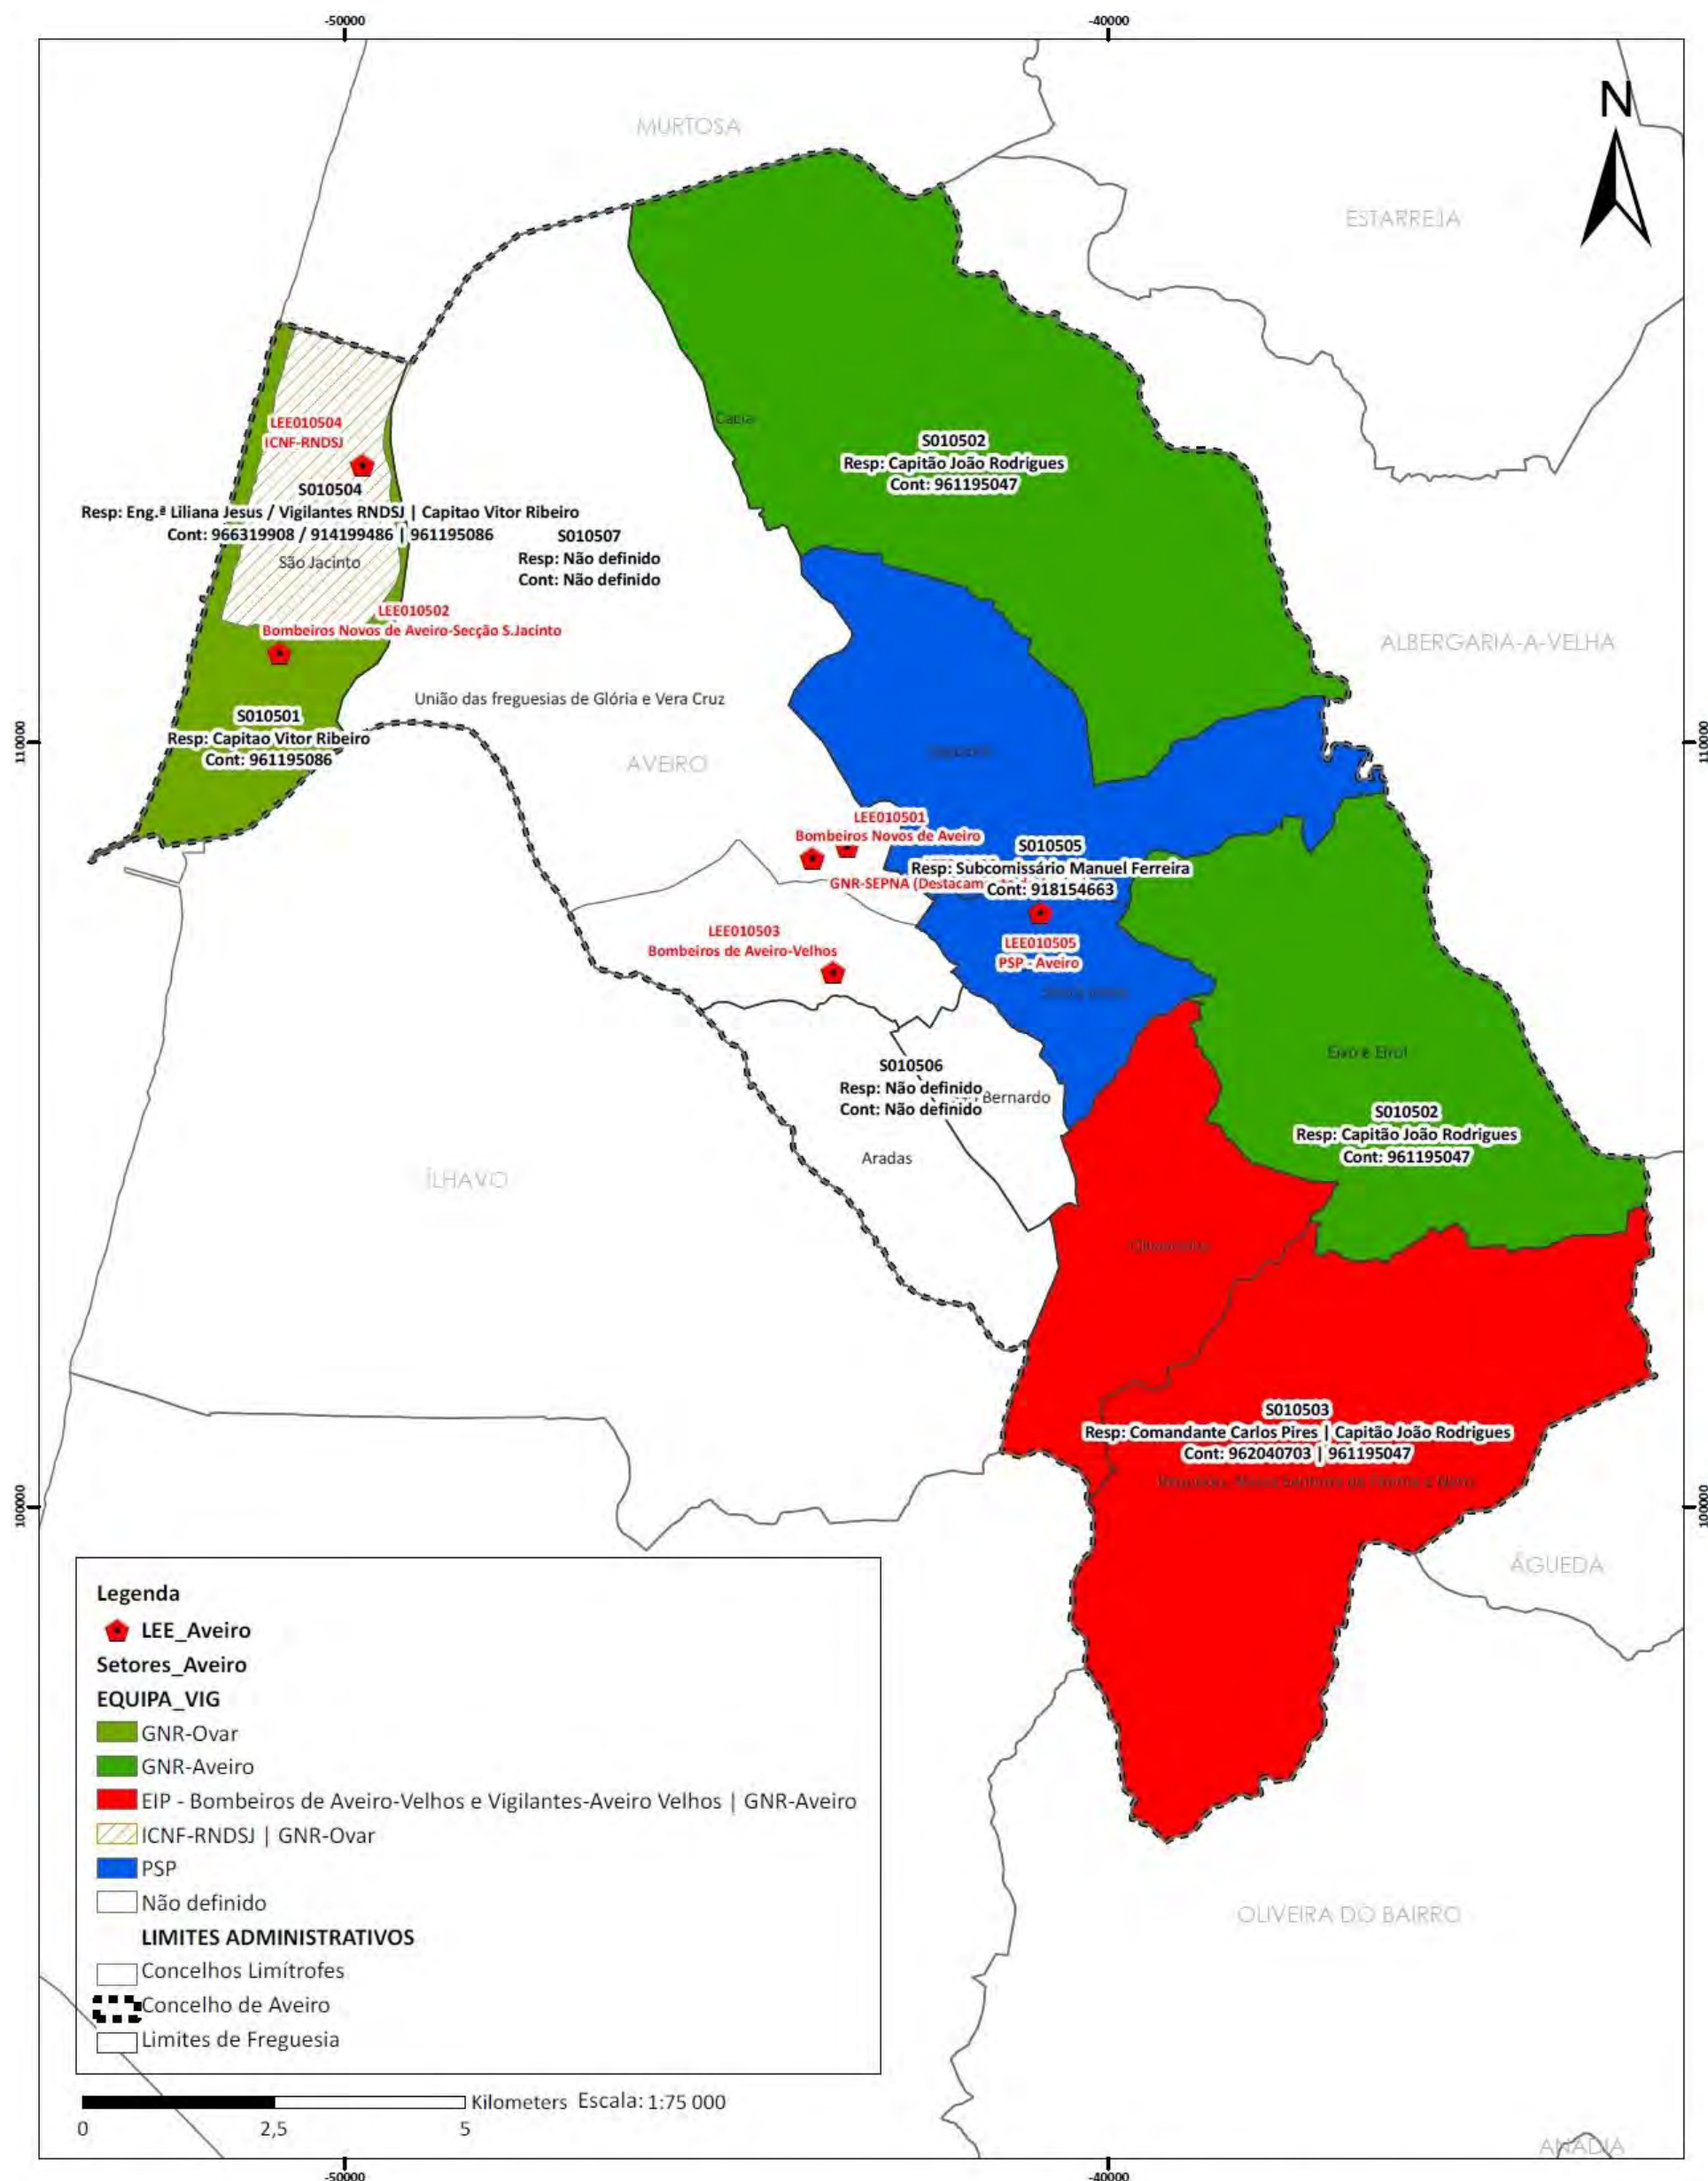 -50000
-40000
N
MURTOSA
ESTARREJA
LEE010504
ICNF-RNDSJ
S010504
Resp: Eng.ª Liliana Jesus / Vigilantes RNDSJ | Capitao Vitor Ribeiro
Cont: 966319908 / 914199486 | 961195086
São Jacinto
S010507
Resp: Não definido
Cont: Não definido
S010502
Resp: Capitão João Rodrigues
Cont: 961195047
LEE010502
Bombeiros Novos de Aveiro-Secção S.Jacinto
ALBERGARIA-A-VELHA
União das freguesias de Glória e Vera Cruz
S010501
Resp: Capitao Vitor Ribeiro
Cont: 961195086
110000
110000
AVEIRO
LEE010501
Bombeiros Novos de Aveiro
S010505
Resp: Subcomissário Manuel Ferreira
GNR-SEPNA
Cont: 918154663
LEE010503
Bombeiros de Aveiro-Velhos
LEE010505
PSP - Aveiro
Eixo e Eirol
S010506
Resp: Não definido
Cont: Não definido
Bernardo
Aradas
S010502
Resp: Capitão João Rodrigues
Cont: 961195047
ÍLHAVO
S010503
Resp: Comandante Carlos Pires | Capitão João Rodrigues
Cont: 962040703 | 961195047
100000
100000
ÁGUEDA
Legenda
LEE_Aveiro
Setores_Aveiro
EQUIPA_VIG
GNR-Ovar
GNR-Aveiro
EIP - Bombeiros de Aveiro-Velhos e Vigilantes-Aveiro Velhos | GNR-Aveiro
ICNF-RNDSJ | GNR-Ovar
PSP
Não definido
LIMITES ADMINISTRATIVOS
Concelhos Limítrofes
Concelho de Aveiro
Limites de Freguesia
OLIVEIRA DO BAIRRO
Kilometers Escala: 1:75 000
0 2,5 5
ANADIA
-50000
-40000